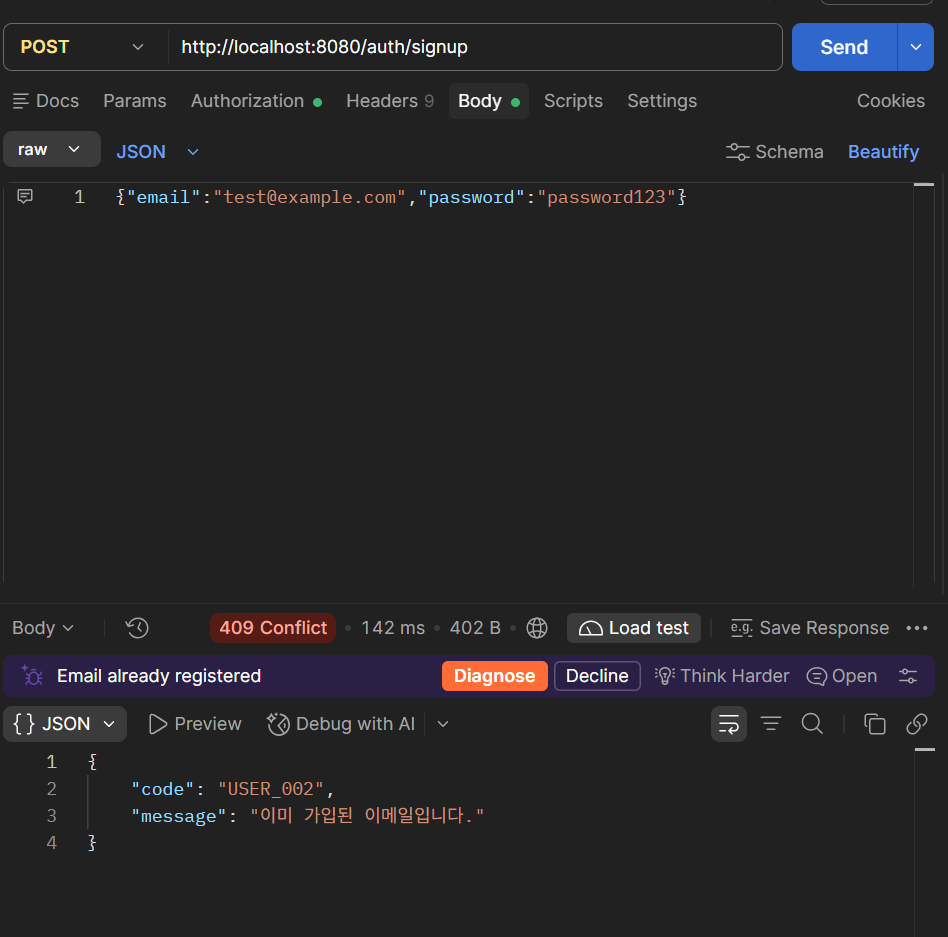 POST http://localhost:8080/auth/signup Send
Docs Params Authorization Headers 9 Body Scripts Settings Cookies
raw JSON Schema Beautify
1 {"email":"test@example.com","password":"password123"}
Body 409 Conflict • 142 ms • 402 B • Load test e.g. Save Response
Email already registered Diagnose Decline Think Harder Open
{} JSON Preview Debug with AI
1 {
2 "code": "USER_002",
3 "message": "이미 가입된 이메일입니다."
4 }